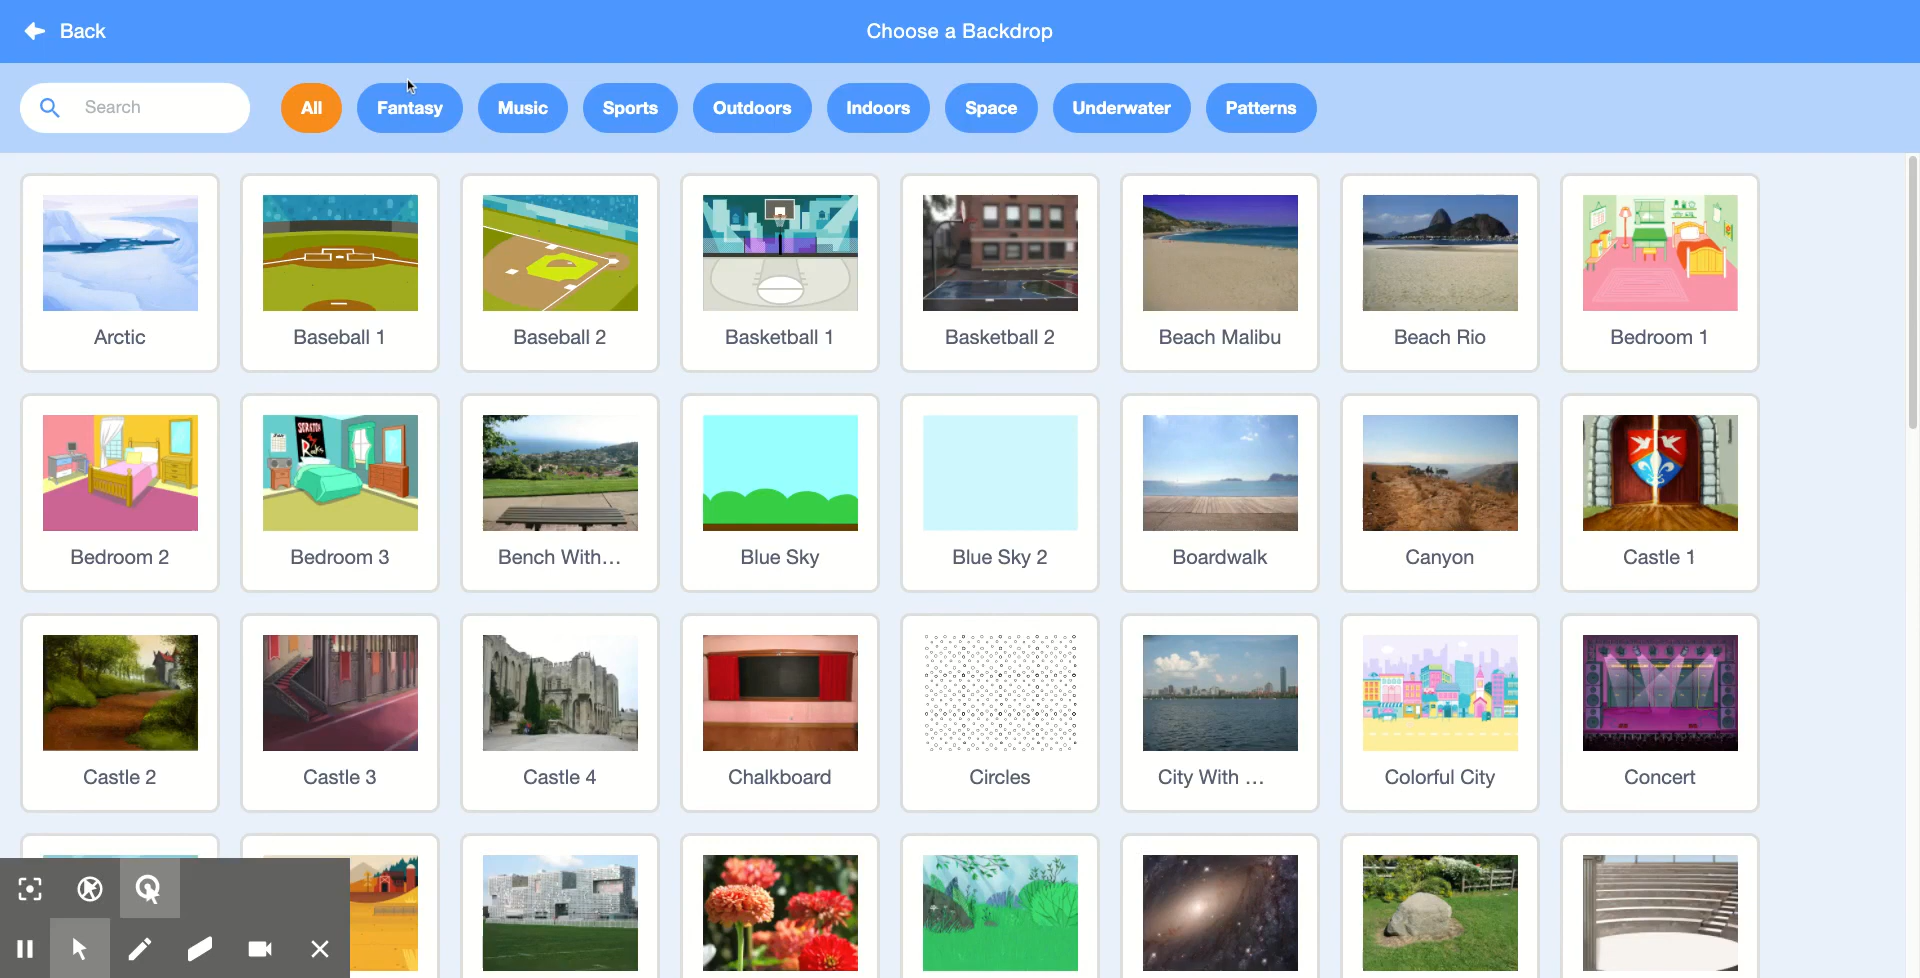 Back
Choose a Backdrop
Search
All
Fantasy
Music
Sports
Outdoors
Indoors
Space
Underwater
Patterns
Arctic
Baseball 1
Baseball 2
Basketball 1
Basketball 2
Beach Malibu
Beach Rio
Bedroom 1
SCRATCH
Bedroom 2
Bedroom 3
Bench With...
Blue Sky
Blue Sky 2
Boardwalk
Canyon
Castle 1
Castle 2
Castle 3
Castle 4
Chalkboard
Circles
City With ...
Colorful City
Concert